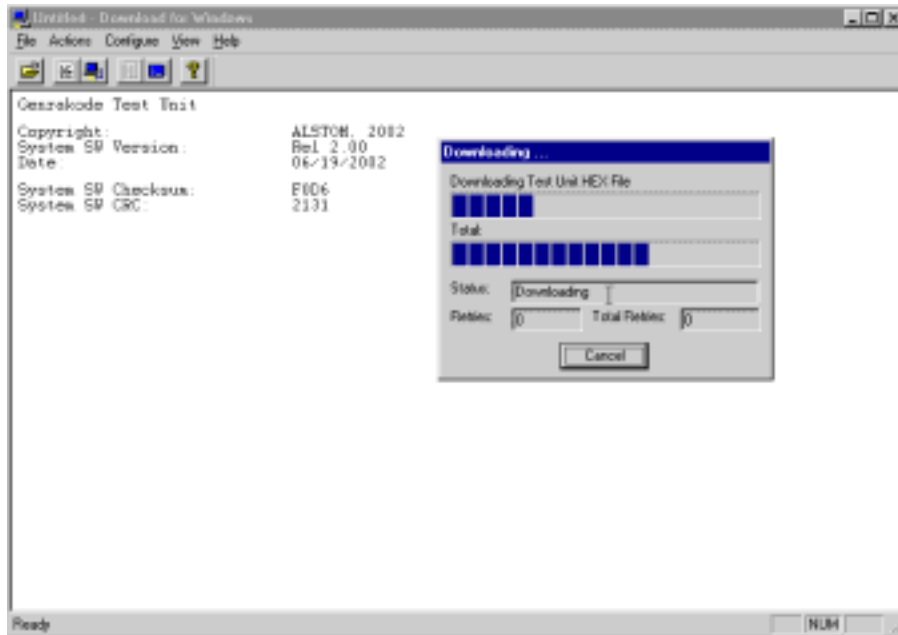 Untitled - Download for Windows
File Actions Configure View Help
Genrakode Test Unit
Copyright: ALSTOM, 2002
System SW Version: Rel 2.00
Date: 06/19/2002
System SW Checksum: F0D6
System SW CRC: 2131
Downloading ...
Downloading Test Unit HEX File
Total:
Status: Downloading
Retries: 0 Total Retries: 0
Cancel
Ready NUM